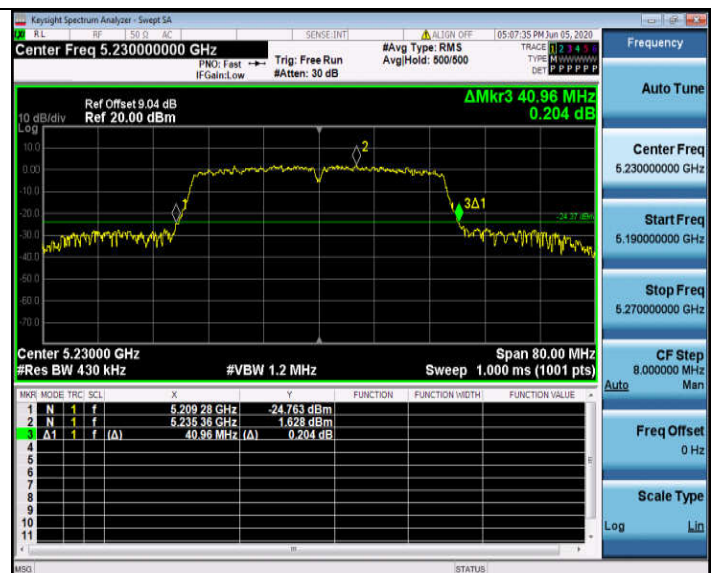 Keysight Spectrum Analyzer - Swept SA
RL RF 50 Ω AC SENSE:INT ALIGN OFF 05:07:35 PM Jun 05, 2020
Center Freq 5.230000000 GHz
PNO: Fast
IFGain:Low
Trig: Free Run
#Atten: 30 dB
#Avg Type: RMS
Avg|Hold: 500/500
TRACE 1 2 3 4 5 6
TYPE M WWWWW
DET P P P P P P
ΔMkr3 40.96 MHz
0.204 dB
Ref Offset 9.04 dB
10 dB/div Ref 20.00 dBm
Log
10.0
0.00
-10.0
-20.0
-30.0
-40.0
-50.0
-60.0
-70.0
1
2
3Δ1
-24.37 dBm
Center 5.23000 GHz Span 80.00 MHz
#Res BW 430 kHz #VBW 1.2 MHz Sweep 1.000 ms (1001 pts)
MKR MODE TRC SCL X Y FUNCTION FUNCTION WIDTH FUNCTION VALUE
1 N 1 f 5.209 28 GHz -24.763 dBm
2 N 1 f 5.235 36 GHz 1.628 dBm
3 Δ1 1 f (Δ) 40.96 MHz (Δ) 0.204 dB
4
5
6
7
8
9
10
11
MSG STATUS
Frequency
Auto Tune
Center Freq
5.230000000 GHz
Start Freq
5.190000000 GHz
Stop Freq
5.270000000 GHz
CF Step
8.000000 MHz
Auto Man
Freq Offset
0 Hz
Scale Type
Log Lin